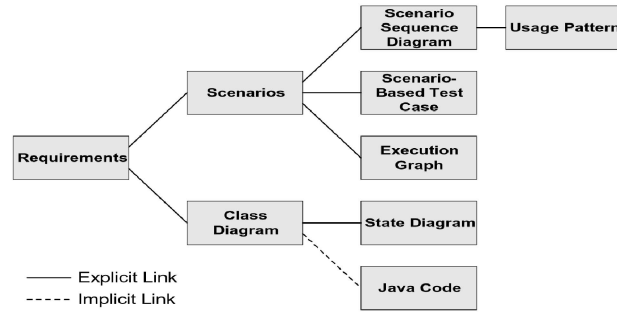 Scenario
Sequence
Diagram
Usage Pattern
Scenarios
Scenario-
Based Test
Case
Requirements
Execution
Graph
Class
Diagram
State Diagram
Java Code
Explicit Link
Implicit Link